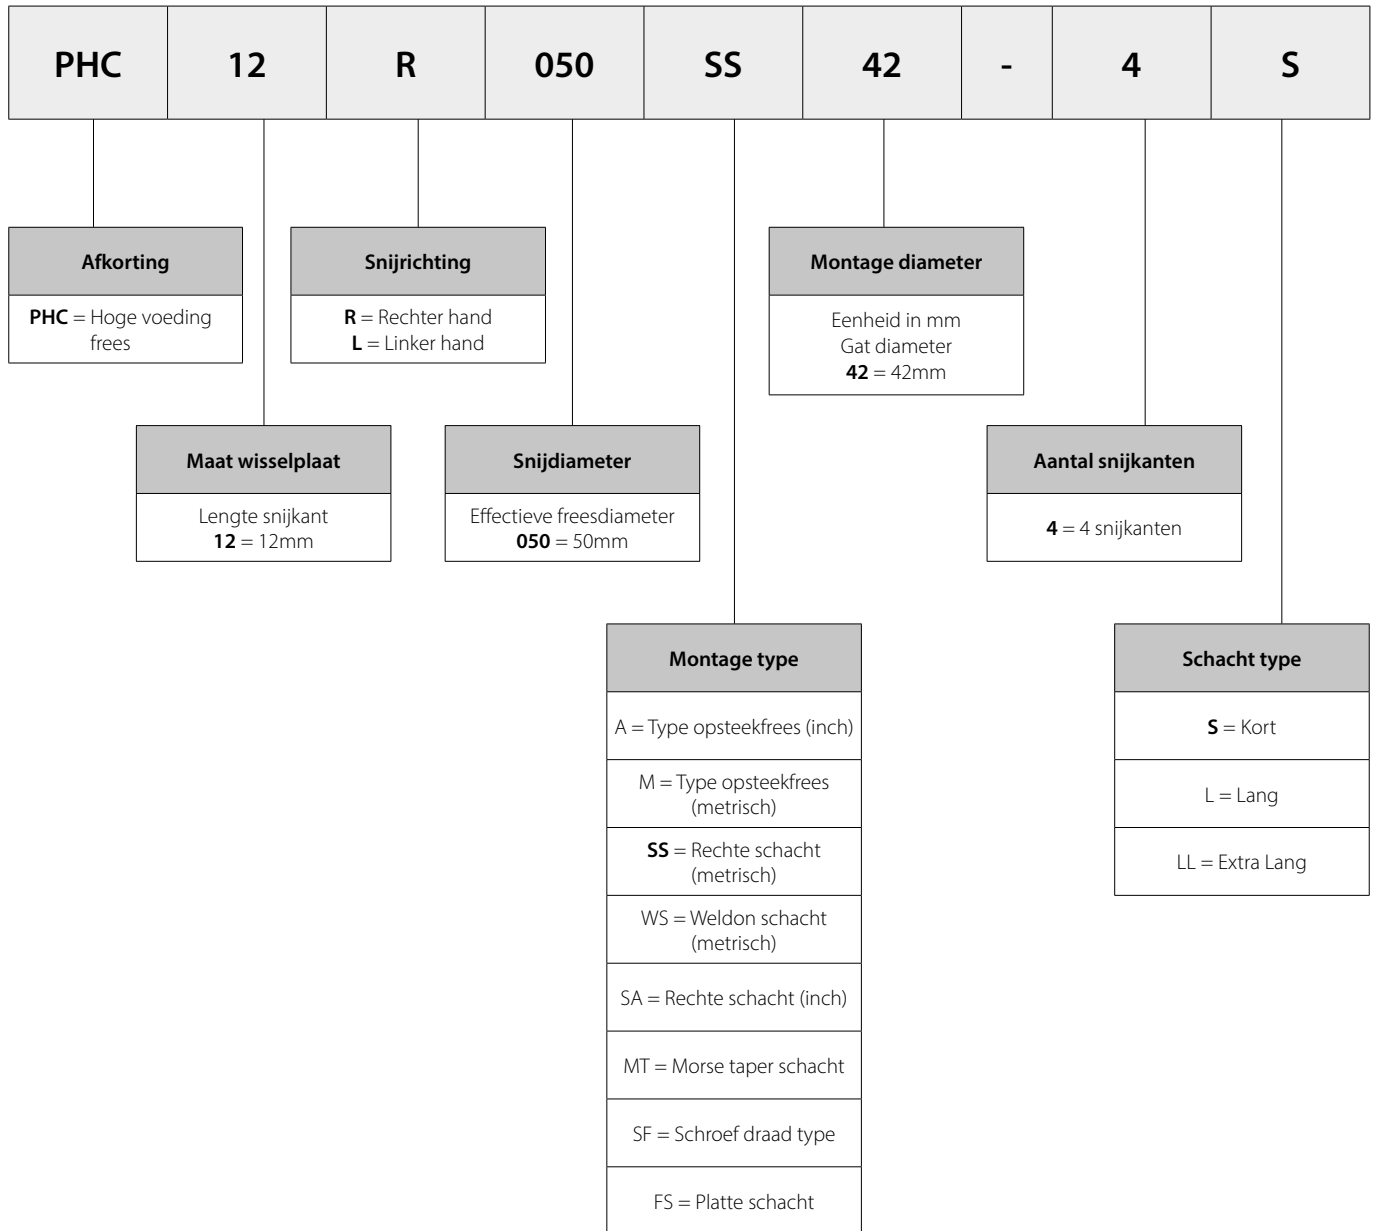 PHC 12 R 050 SS 42 - 4 S
Afkorting
PHC = Hoge voeding
frees
Snijrichting
R = Rechter hand
L = Linker hand
Montage diameter
Eenheid in mm
Gat diameter
42 = 42mm
Maat wisselplaat
Lengte snijkant
12 = 12mm
Snijdiameter
Effectieve freesdiameter
050 = 50mm
Aantal snijkanten
4 = 4 snijkanten
Montage type
A = Type opsteekfrees (inch)
M = Type opsteekfrees
(metrisch)
SS = Rechte schacht
(metrisch)
WS = Weldon schacht
(metrisch)
SA = Rechte schacht (inch)
MT = Morse taper schacht
SF = Schroef draad type
FS = Platte schacht
Schacht type
S = Kort
L = Lang
LL = Extra Lang